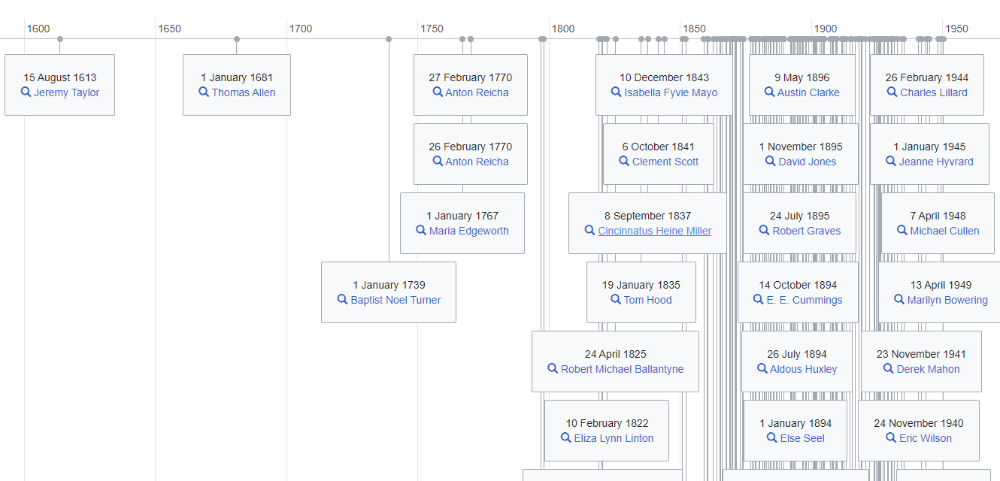 1600
1650
1700
1750
1800
1850
1900
1950
15 August 1613
Jeremy Taylor
1 January 1681
Thomas Allen
27 February 1770
Anton Reicha
10 December 1843
Isabella Fyvie Mayo
9 May 1896
Austin Clarke
26 February 1944
Charles Lillard
26 February 1770
Anton Reicha
6 October 1841
Clement Scott
1 November 1895
David Jones
1 January 1945
Jeanne Hyvrard
1 January 1767
Maria Edgeworth
8 September 1837
Cincinnatus Heine Miller
24 July 1895
Robert Graves
7 April 1948
Michael Cullen
1 January 1739
Baptist Noel Turner
19 January 1835
Tom Hood
14 October 1894
E. E. Cummings
13 April 1949
Marilyn Bowering
24 April 1825
Robert Michael Ballantyne
26 July 1894
Aldous Huxley
23 November 1941
Derek Mahon
10 February 1822
Eliza Lynn Linton
1 January 1894
Else Seel
24 November 1940
Eric Wilson